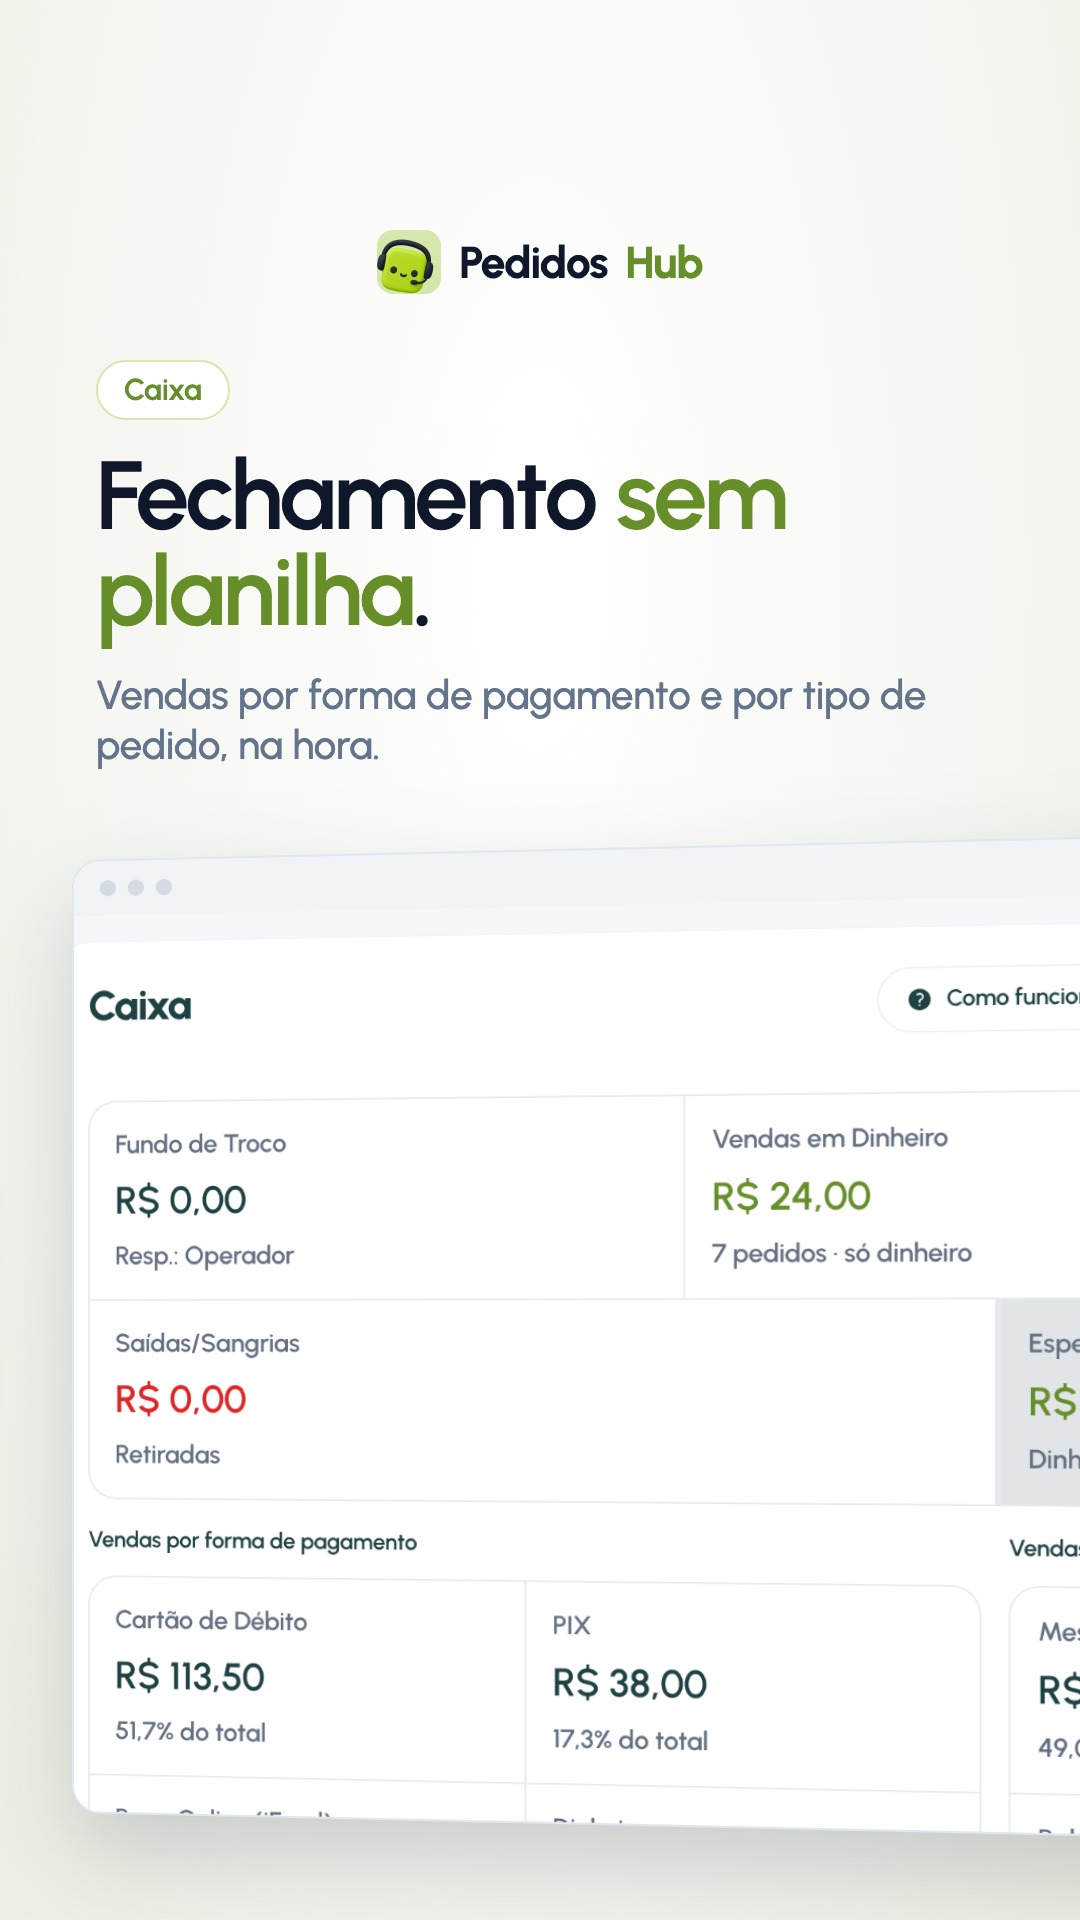 Pedidos Hub
Caixa
Fechamento sem
planilha.
Vendas por forma de pagamento e por tipo de
pedido, na hora.
Caixa
Como
Fundo de Troco
R$ 0,00
Resp.: Operador
Vendas em Dinheiro
R$ 24,00
7 pedidos · só dinheiro
Saídas/Sangrias
R$ 0,00
Retiradas
R$
Vendas por forma de pagamento
Cartão de Débito
R$ 113,50
51,7% do total
PIX
R$ 38,00
17,3% do total
R$